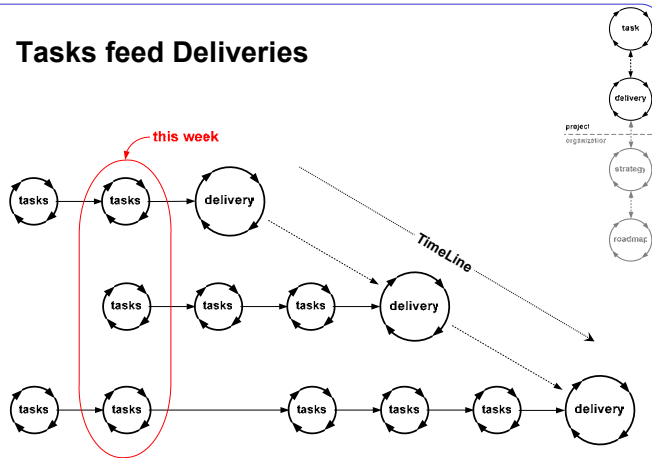 Tasks feed Deliveries
task
delivery
project
organization
strategy
roadmap
this week
tasks
tasks
delivery
TimeLine
tasks
tasks
tasks
delivery
tasks
tasks
tasks
tasks
tasks
delivery